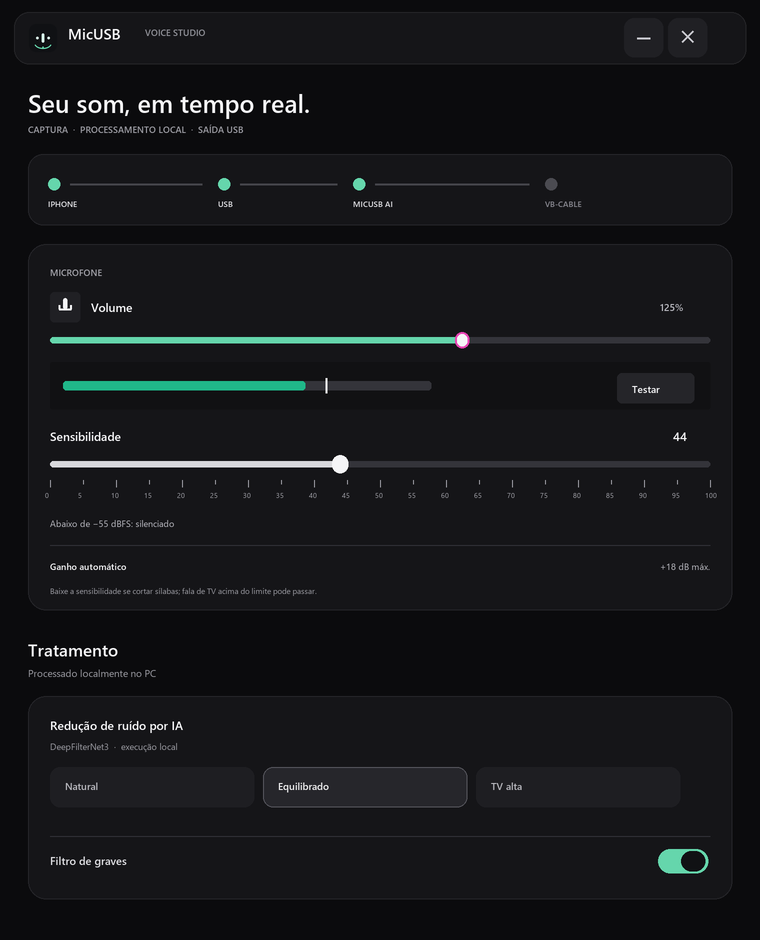 MicUSB VOICE STUDIO
Seu som, em tempo real.
CAPTURA · PROCESSAMENTO LOCAL · SAÍDA USB
IPHONE USB MICUSB AI VB-CABLE
MICROFONE
Volume 125%
Testar
Sensibilidade 44
0 5 10 15 20 25 30 35 40 45 50 55 60 65 70 75 80 85 90 95 100
Abaixo de −55 dBFS: silenciado
Ganho automático +18 dB máx.
Baixe a sensibilidade se cortar sílabas; fala de TV acima do limite pode passar.
Tratamento
Processado localmente no PC
Redução de ruído por IA
DeepFilterNet3 · execução local
Natural Equilibrado TV alta
Filtro de graves